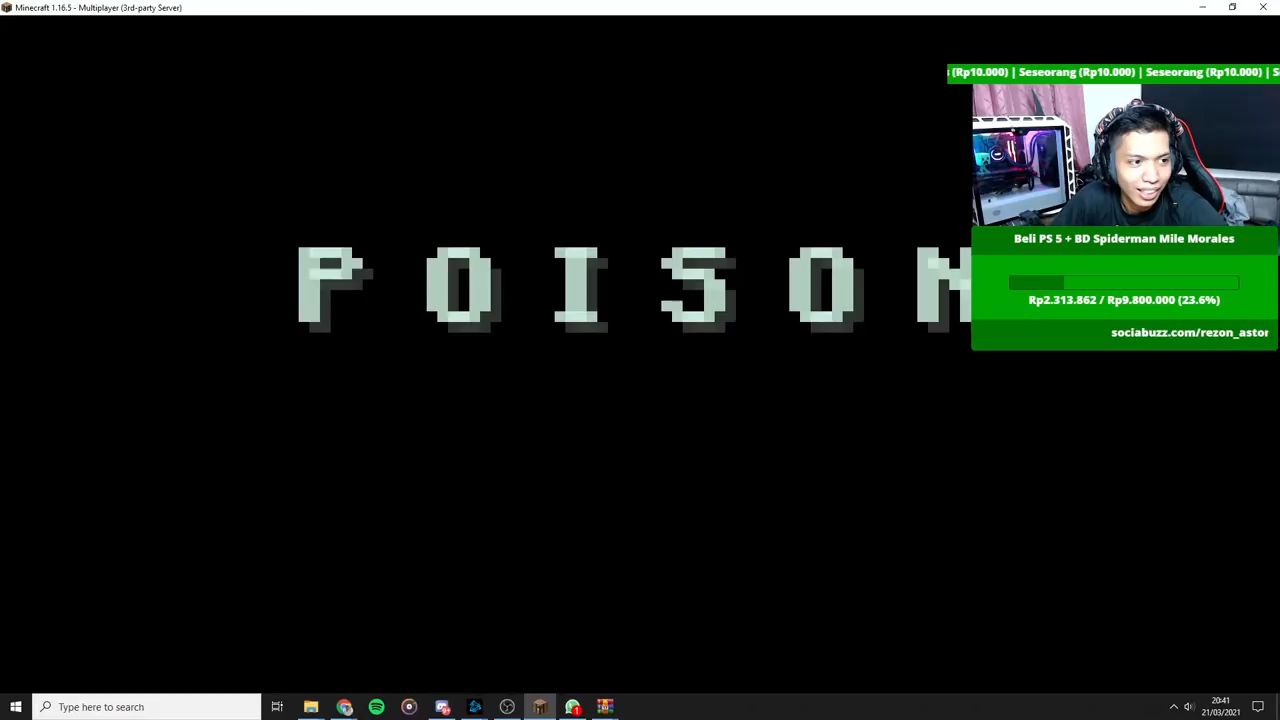 Minecraft 1.16.5 - Multiplayer (3rd-party Server)
(Rp10.000) | Seseorang (Rp10.000) | Seseorang (Rp10.000) | S
POISON
Beli PS 5 + BD Spiderman Mile Morales
Rp2.313.862 / Rp9.800.000 (23.6%)
sociabuzz.com/rezon_astor
Type here to search
20:41
21/03/2021